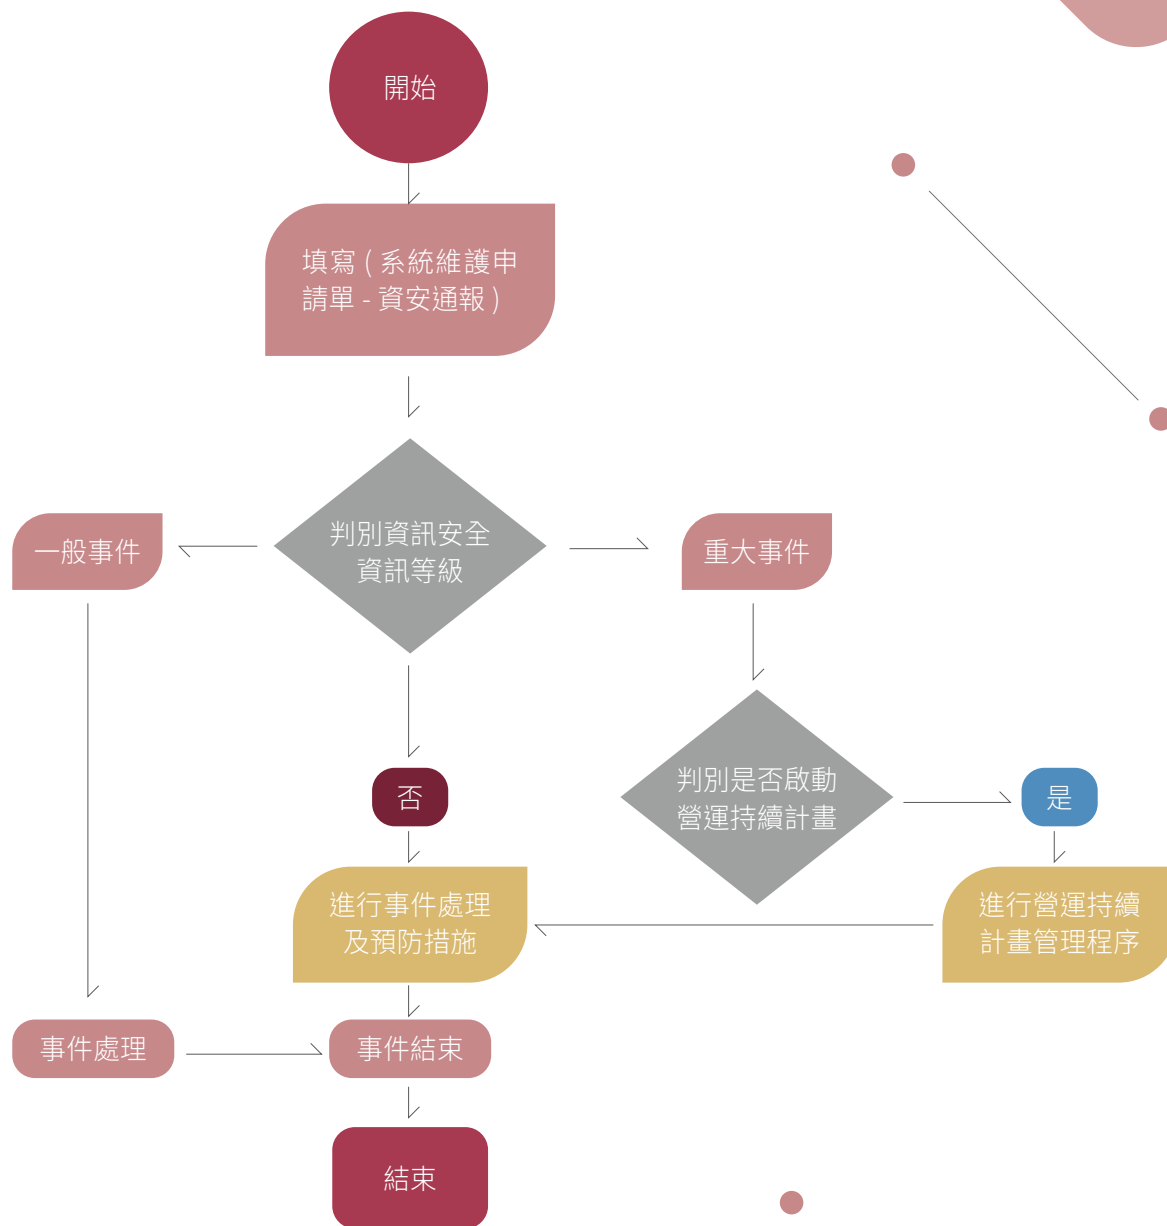 開始
填寫 ( 系統維護申
請單 - 資安通報 )
判別資訊安全
資訊等級
一般事件
重大事件
判別是否啟動
營運持續計畫
否
是
進行事件處理
及預防措施
進行營運持續
計畫管理程序
事件處理
事件結束
結束